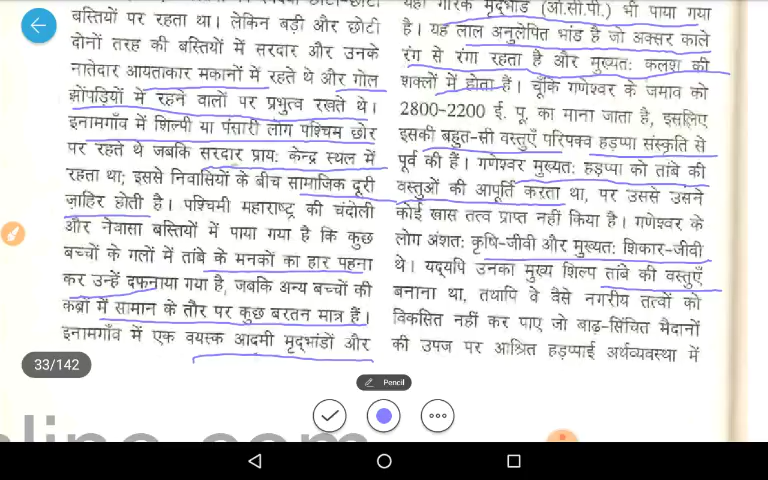 बस्तियों पर रहता था। लेकिन बड़ी और छोटी
दोनों तरह की बस्तियों में सरदार और उनके
नातेदार आयताकार मकानों में रहते थे और गोल
झोंपड़ियों में रहने वालों पर प्रभुत्व रखते थे।
इनामगाँव में शिल्पी या पंसारी लोग पश्चिम छोर
पर रहते थे जबकि सरदार प्राय: केन्द्र स्थल में
रहता था; इससे निवासियों के बीच सामाजिक दूरी
ज़ाहिर होती है। पश्चिमी महाराष्ट्र की चंदोली
और नेवासा बस्तियों में पाया गया है कि कुछ
बच्चों के गलों में तांबे के मनकों का हार पहना
कर उन्हें दफनाया गया है, जबकि अन्य बच्चों की
कब्रों में सामान के तौर पर कुछ बरतन मात्र हैं।
इनामगाँव में एक वयस्क आदमी मृद्भांडों और
यहाँ गैरिक मृद्भांड (ओ.सी.पी.) भी पाया गया
है। यह लाल अनुलेपित भांड है जो अक्सर काले
रंग से रंगा रहता है और मुख्यत: कलश की
शक्लों में होता है। चूँकि गणेश्वर के जमाव को
2800-2200 ई. पू. का माना जाता है, इसलिए
इसकी बहुत-सी वस्तुएँ परिपक्व हड़प्पा संस्कृति से
पूर्व की हैं। गणेश्वर मुख्यत: हड़प्पा को तांबे की
वस्तुओं की आपूर्ति करता था, पर उससे उसने
कोई खास तत्व प्राप्त नहीं किया है। गणेश्वर के
लोग अंशत: कृषि-जीवी और मुख्यत: शिकार-जीवी
थे। यद्यपि उनका मुख्य शिल्प तांबे की वस्तुएँ
बनाना था, तथापि वे वैसे नगरीय तत्वों को
विकसित नहीं कर पाए जो बाढ़-सिंचित मैदानों
की उपज पर आश्रित हड़प्पाई अर्थव्यवस्था में
33/142
Pencil